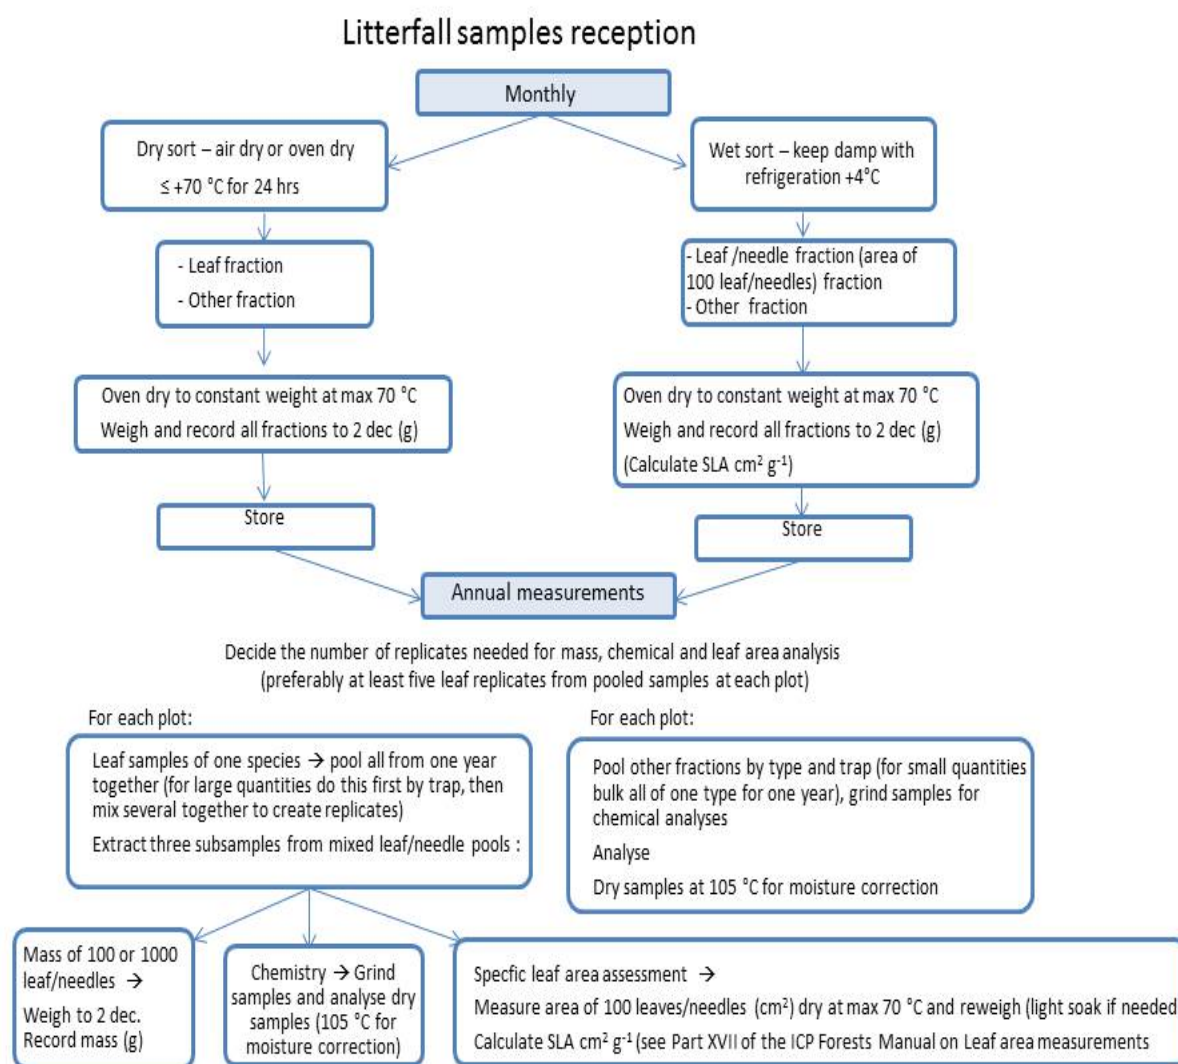 Litterfall samples reception
Monthly
Dry sort – air dry or oven dry
≤ +70 °C for 24 hrs
Wet sort – keep damp with
refrigeration +4°C
- Leaf fraction
- Other fraction
- Leaf /needle fraction (area of
100 leaf/needles) fraction
- Other fraction
Oven dry to constant weight at max 70 °C
Weigh and record all fractions to 2 dec (g)
Oven dry to constant weight at max 70 °C
Weigh and record all fractions to 2 dec (g)
(Calculate SLA cm² g⁻¹)
Store
Store
Annual measurements
Decide the number of replicates needed for mass, chemical and leaf area analysis
(preferably at least five leaf replicates from pooled samples at each plot)
For each plot:
Leaf samples of one species → pool all from one year
together (for large quantities do this first by trap, then
mix several together to create replicates)
Extract three subsamples from mixed leaf/needle pools :
For each plot:
Pool other fractions by type and trap (for small quantities
bulk all of one type for one year), grind samples for
chemical analyses
Analyse
Dry samples at 105 °C for moisture correction
Mass of 100 or 1000
leaf/needles →
Weigh to 2 dec.
Record mass (g)
Chemistry → Grind
samples and analyse dry
samples (105 °C for
moisture correction)
Specfic leaf area assessment →
Measure area of 100 leaves/needles (cm²) dry at max 70 °C and reweigh (light soak if needed
Calculate SLA cm² g⁻¹ (see Part XVII of the ICP Forests Manual on Leaf area measurements